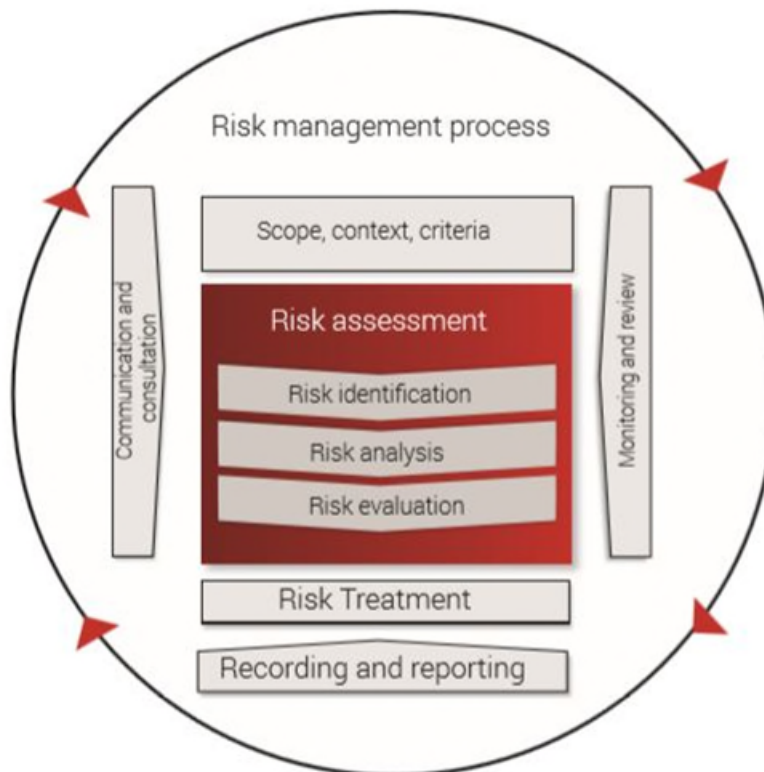 Risk management process
Scope, context, criteria
Risk assessment
Risk identification
Risk analysis
Risk evaluation
Risk Treatment
Recording and reporting
Communication and
consultation
Monitoring and review